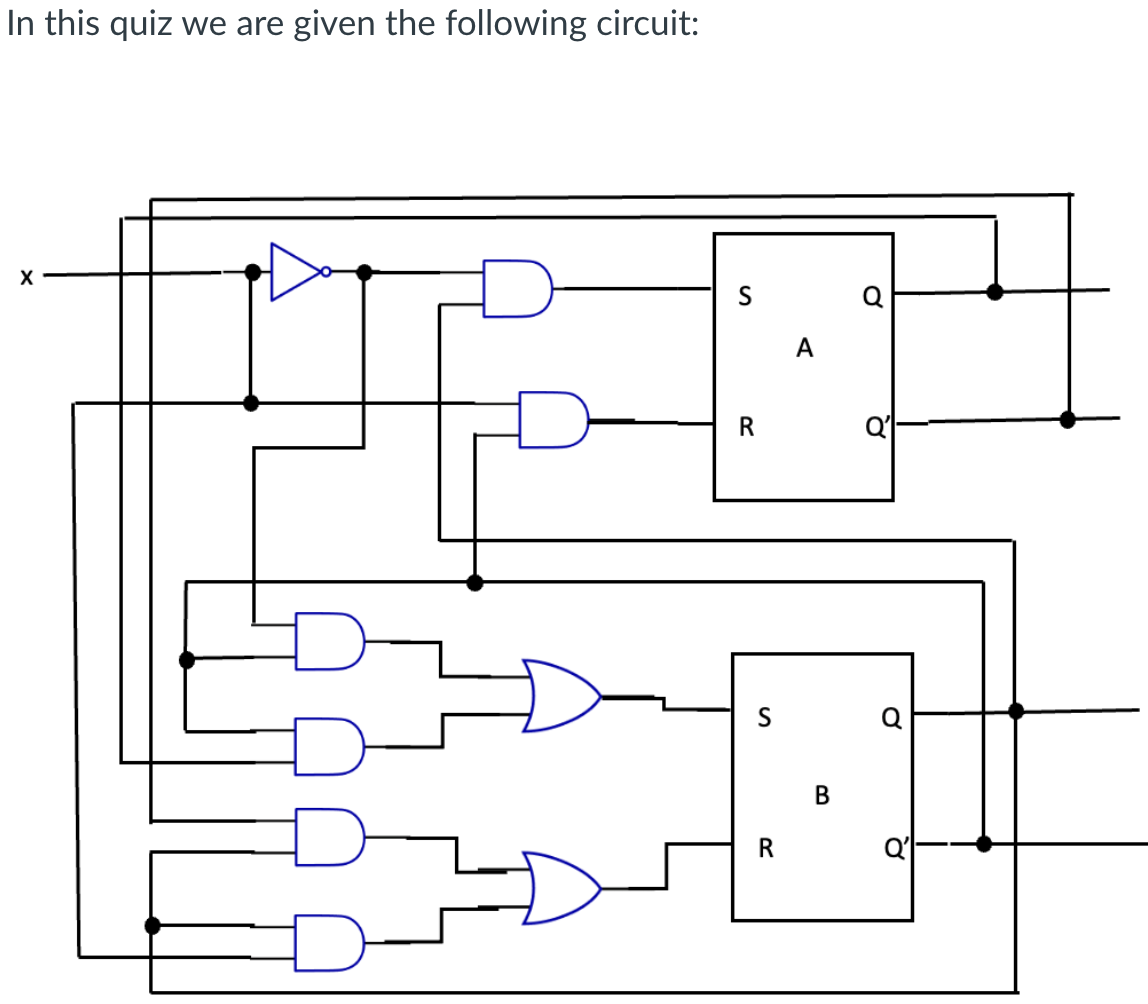 In this quiz we are given the following circuit:
x
S Q
A
R Q'
S Q
B
R Q'